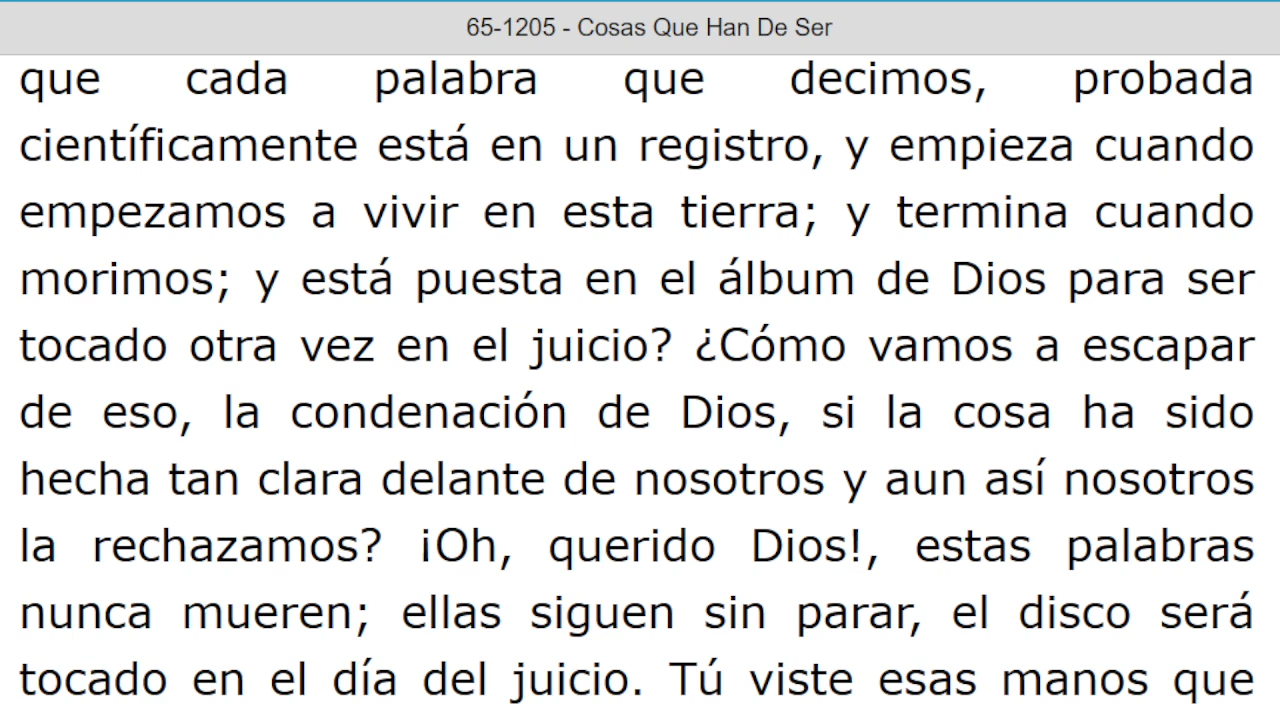 65-1205 - Cosas Que Han De Ser
que cada palabra que decimos, probada
científicamente está en un registro, y empieza cuando
empezamos a vivir en esta tierra; y termina cuando
morimos; y está puesta en el álbum de Dios para ser
tocado otra vez en el juicio? ¿Cómo vamos a escapar
de eso, la condenación de Dios, si la cosa ha sido
hecha tan clara delante de nosotros y aun así nosotros
la rechazamos? ¡Oh, querido Dios!, estas palabras
nunca mueren; ellas siguen sin parar, el disco será
tocado en el día del juicio. Tú viste esas manos que